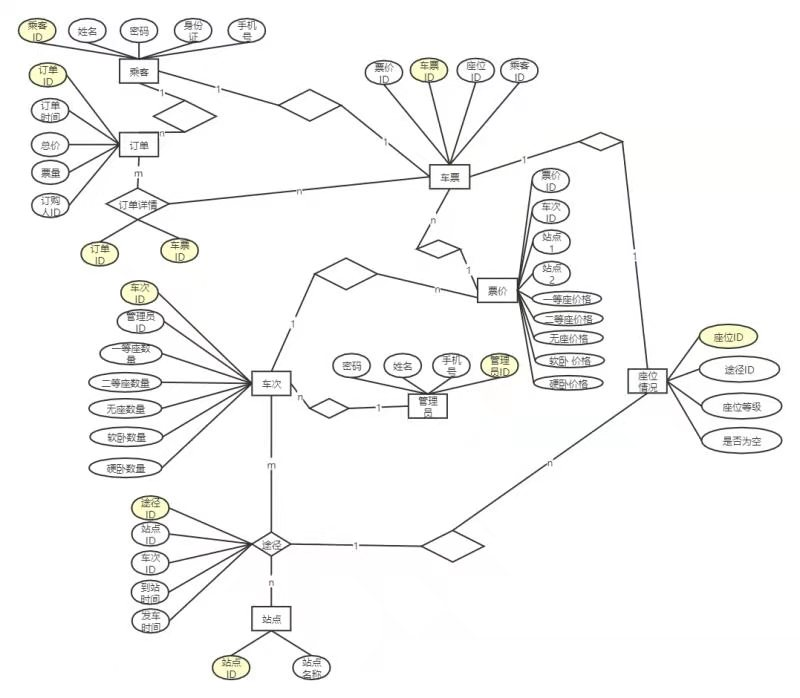 乘客
ID
姓名
密码
身份
证
手机
号
乘客
1
1
订单
ID
订单
时间
总价
票量
订购
人ID
n
订单
m
订单详情
n
订单
ID
车票
ID
票价
ID
车票
ID
座位
ID
乘客
ID
1
车票
1
n
1
1
票价
ID
车次
ID
站点
1
站点
2
一等座价格
二等座价格
无座价格
软卧 价格
硬卧价格
n
票价
1
车次
ID
管理员
ID
一等座数
量
二等座数量
无座数量
软卧数量
硬卧数量
车次
n
1
密码
姓名
手机
号
管理
员ID
管理
员
座位
情况
座位ID
途径ID
座位等级
是否为空
n
m
途径
ID
站点
ID
车次
ID
到站
时间
发车
时间
途径
1
n
站点
站点
ID
站点
名称